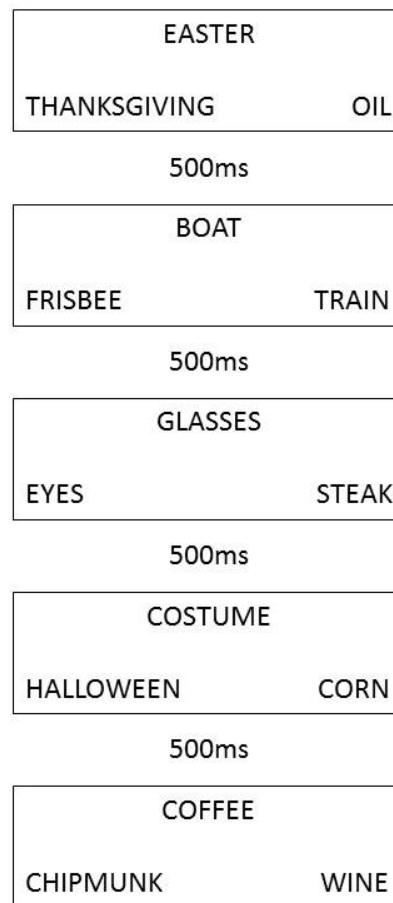 EASTER
THANKSGIVING OIL
500ms
BOAT
FRISBEE TRAIN
500ms
GLASSES
EYES STEAK
500ms
COSTUME
HALLOWEEN CORN
500ms
COFFEE
CHIPMUNK WINE